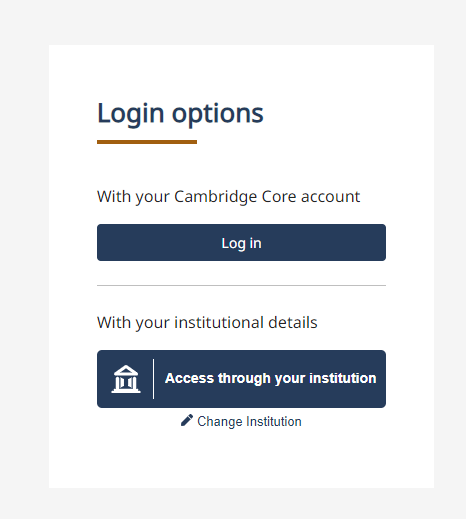 Login options
With your Cambridge Core account
Log in
With your institutional details
Access through your institution
Change Institution